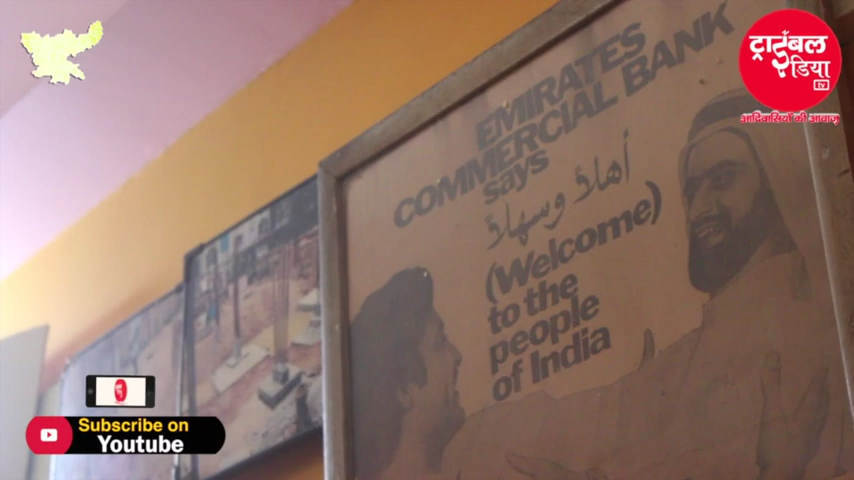 EMIRATES
COMMERCIAL BANK
says
أهلاً وسهلاً
(Welcome)
to the
people
of India
ट्राइबल
इंडिया
tv
आदिवासियों की आवाज़
Subscribe on
Youtube